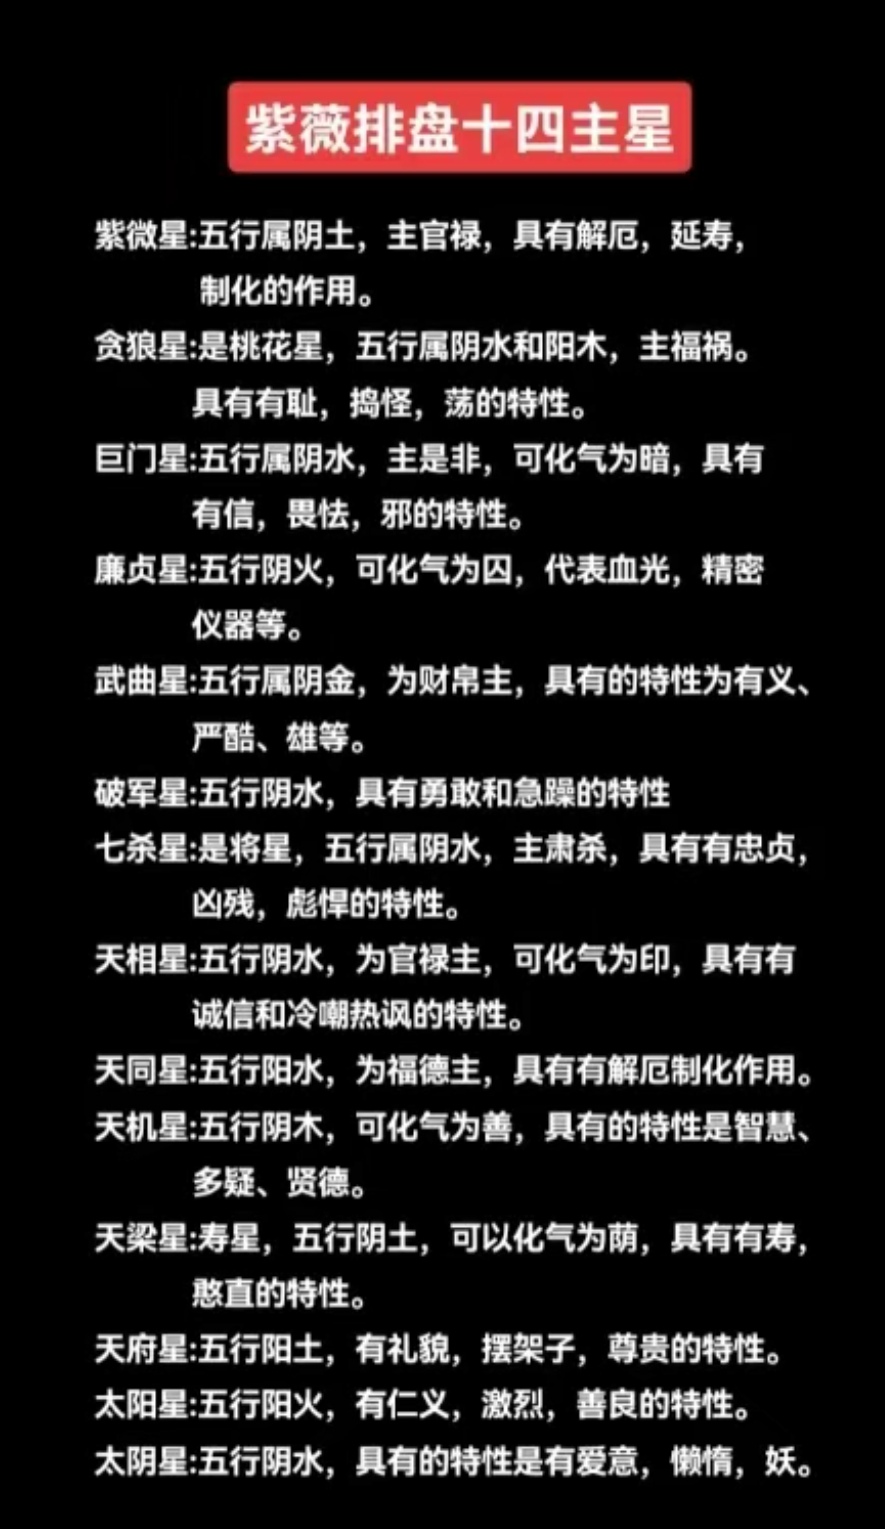 紫薇排盘十四主星
紫微星:五行属阴土，主官禄，具有解厄，延寿，
制化的作用。
贪狼星:是桃花星，五行属阴水和阳木，主福祸。
具有有耻，捣怪，荡的特性。
巨门星:五行属阴水，主是非，可化气为暗，具有
有信，畏怯，邪的特性。
廉贞星:五行阴火，可化气为囚，代表血光，精密
仪器等。
武曲星:五行属阴金，为财帛主，具有的特性为有义、
严酷、雄等。
破军星:五行阴水，具有勇敢和急躁的特性
七杀星:是将星，五行属阴水，主肃杀，具有有忠贞，
凶残，彪悍的特性。
天相星:五行阴水，为官禄主，可化气为印，具有有
诚信和冷嘲热讽的特性。
天同星:五行阳水，为福德主，具有有解厄制化作用。
天机星:五行阴木，可化气为善，具有的特性是智慧、
多疑、贤德。
天梁星:寿星，五行阴土，可以化气为荫，具有有寿，
憨直的特性。
天府星:五行阳土，有礼貌，摆架子，尊贵的特性。
太阳星:五行阳火，有仁义，激烈，善良的特性。
太阴星:五行阴水，具有的特性是有爱意，懒惰，妖。